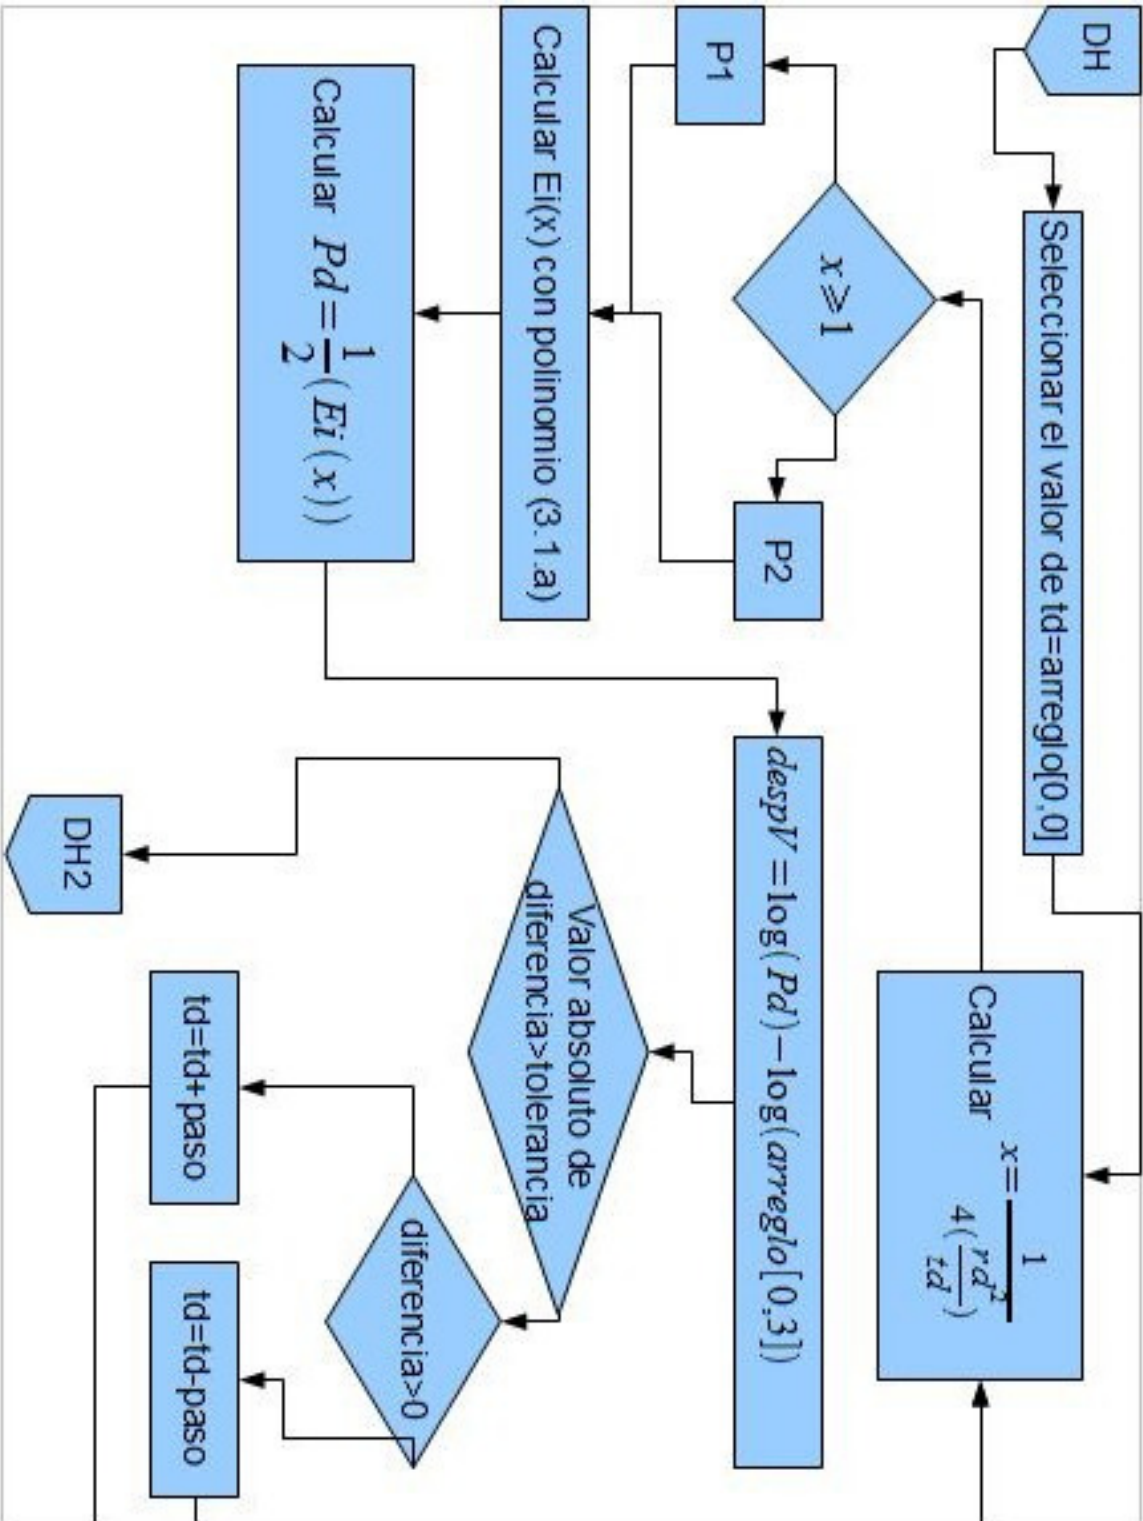 DH
Seleccionar el valor de td=arreglo[0,0]
Calcular x=1/4(rd²/td)
x⩾1
P1
P2
Calcular Ei(x) con polinomio (3.1.a)
Calcular Pd=1/2(Ei(x))
despV=log(Pd)−log(arreglo[0,3])
Valor absoluto de
diferencia>tolerancia
diferencia>0
td=td+paso
td=td-paso
DH2